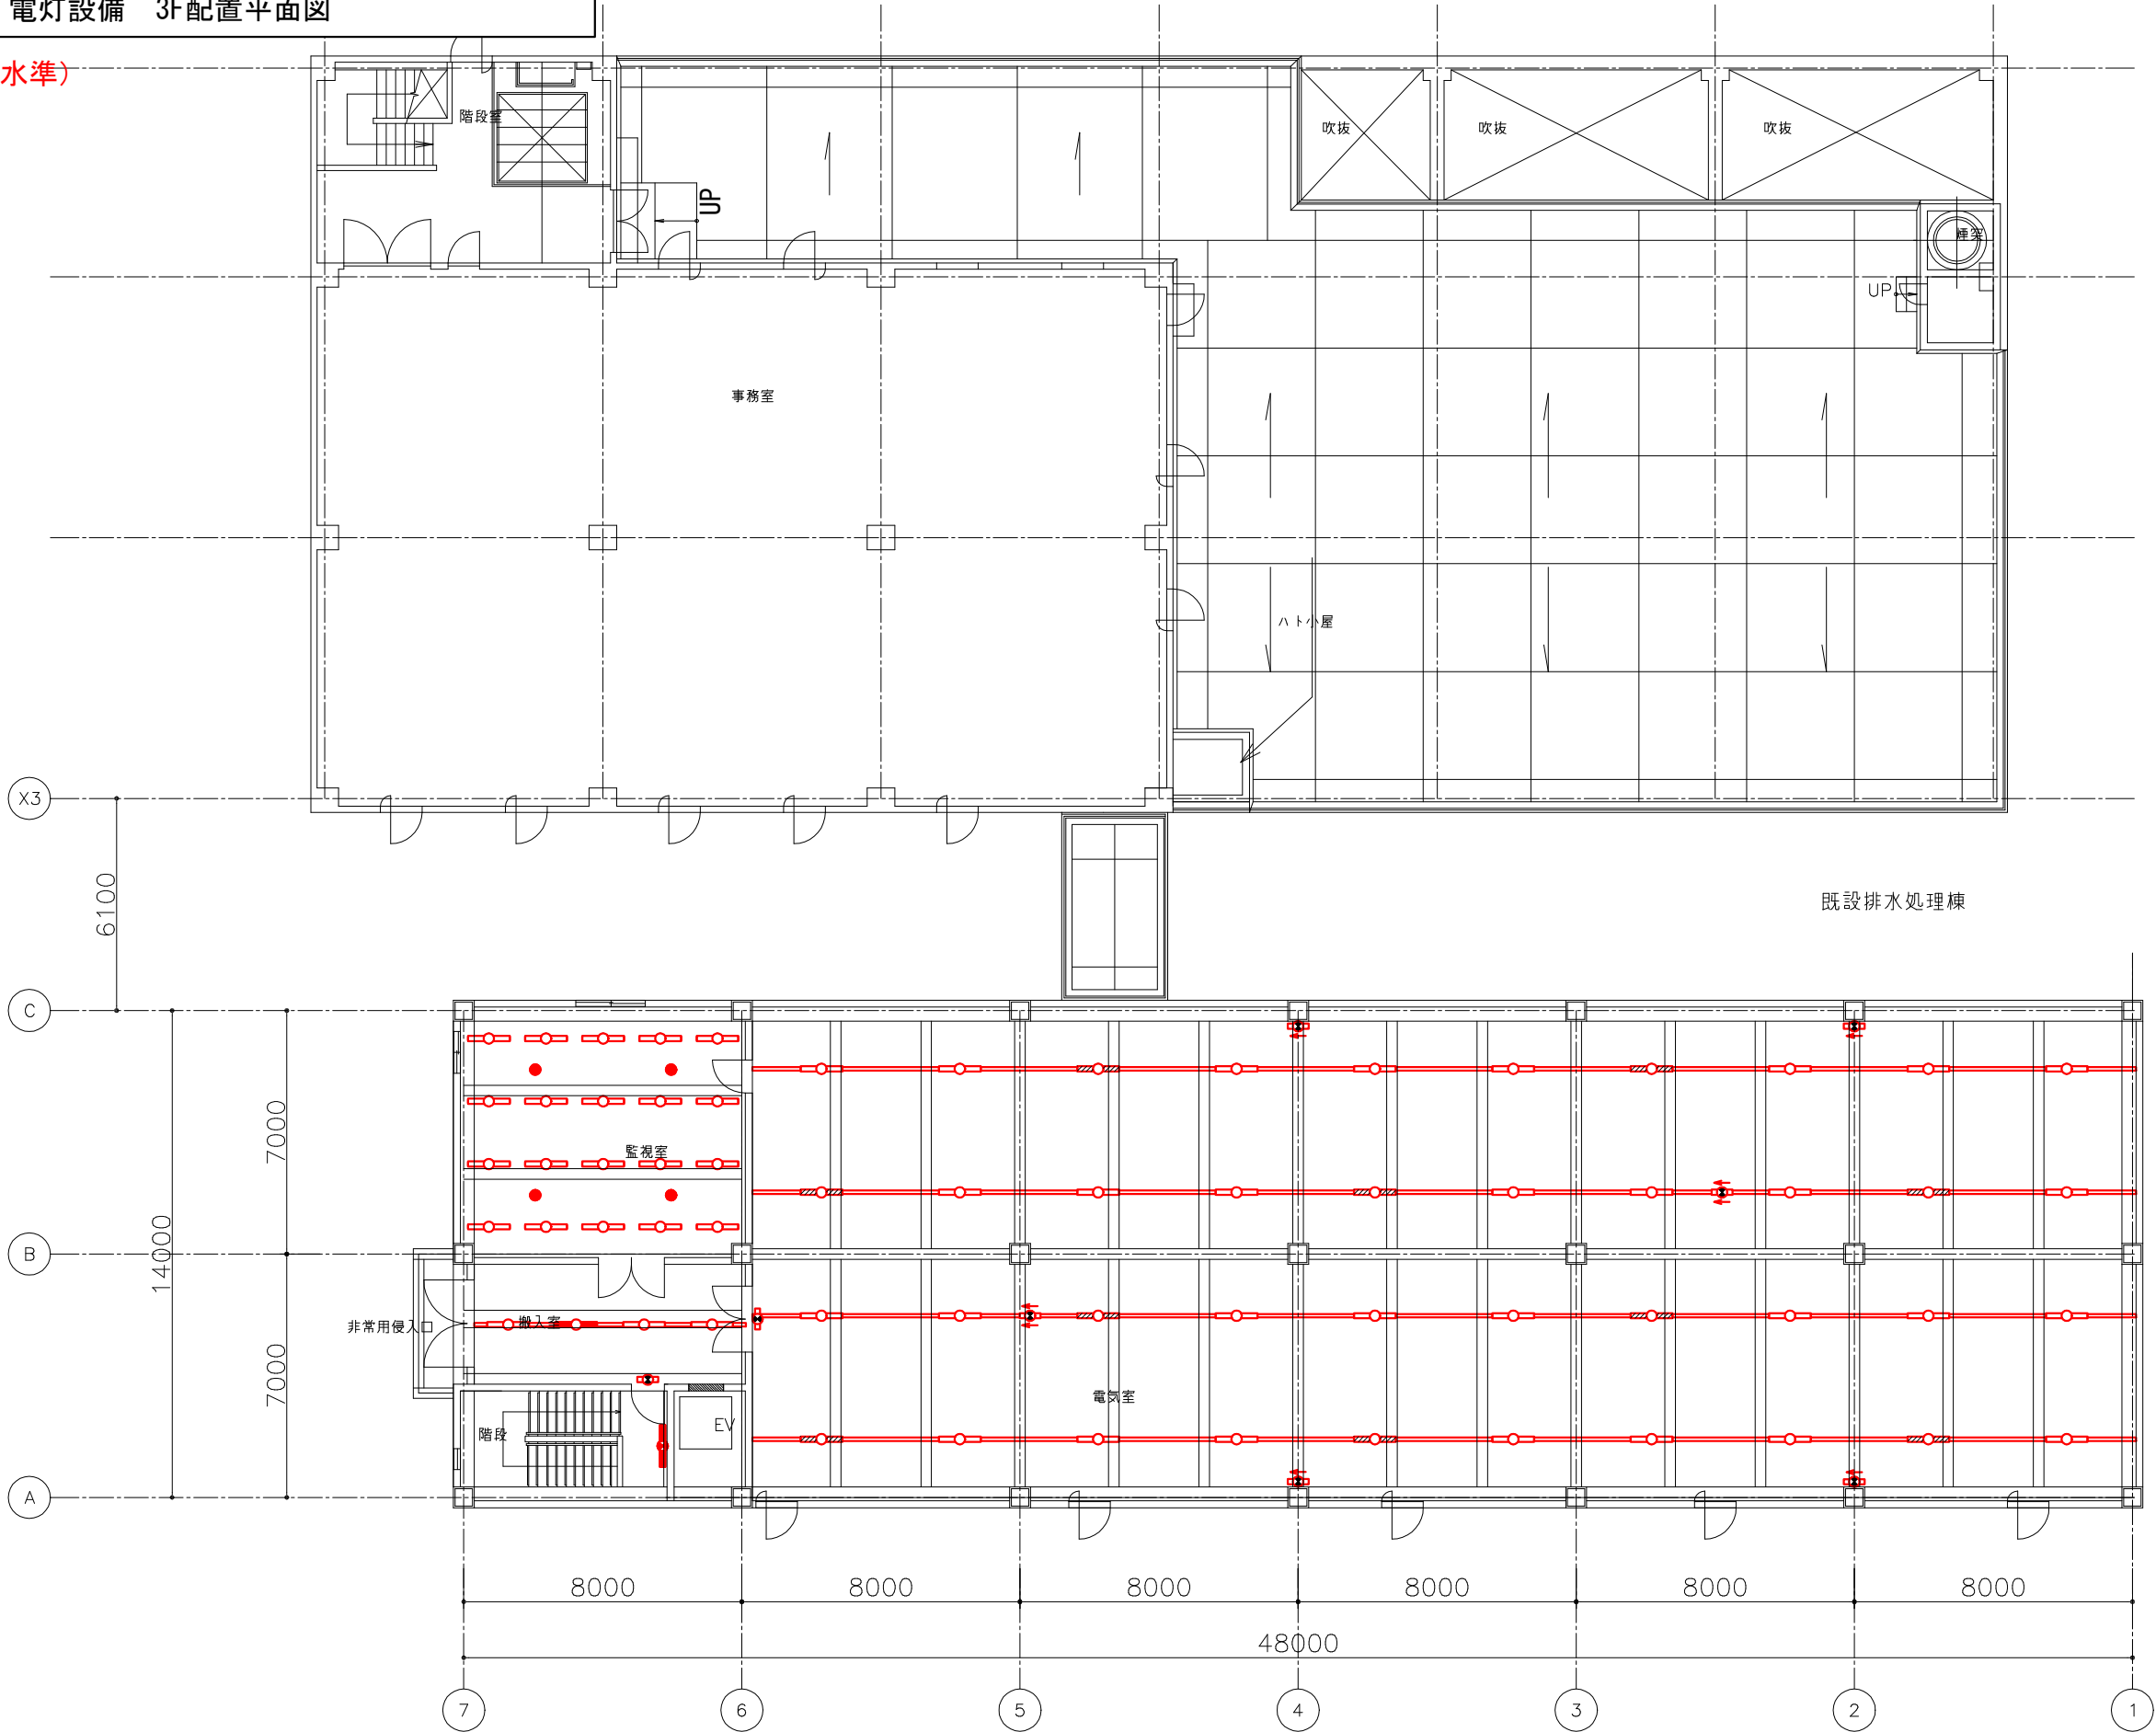 電灯設備　3F配置平面図
水準)
階段室
吹抜
吹抜
吹抜
UP
煙突
UP
事務室
ハト小屋
X3
6100
既設排水処理棟
C
7000
監視室
14000
B
搬入室
非常用侵入口
7000
電気室
階段
EV
A
8000
8000
8000
8000
8000
8000
48000
7
6
5
4
3
2
1